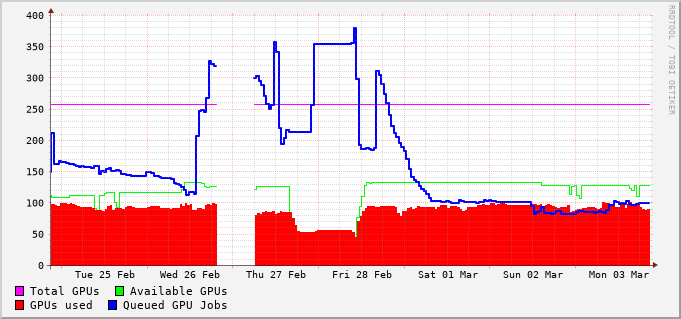 RRDTOOL / TOBI OETIKER
400
350
300
250
200
150
100
50
0
Tue 25 Feb Wed 26 Feb Thu 27 Feb Fri 28 Feb Sat 01 Mar Sun 02 Mar Mon 03 Mar
Total GPUs Available GPUs
GPUs used Queued GPU Jobs